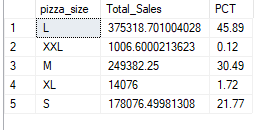 pizza_size Total_Sales PCT
1 L 375318.701004028 45.89
2 XXL 1006.6000213623 0.12
3 M 249382.25 30.49
4 XL 14076 1.72
5 S 178076.49981308 21.77